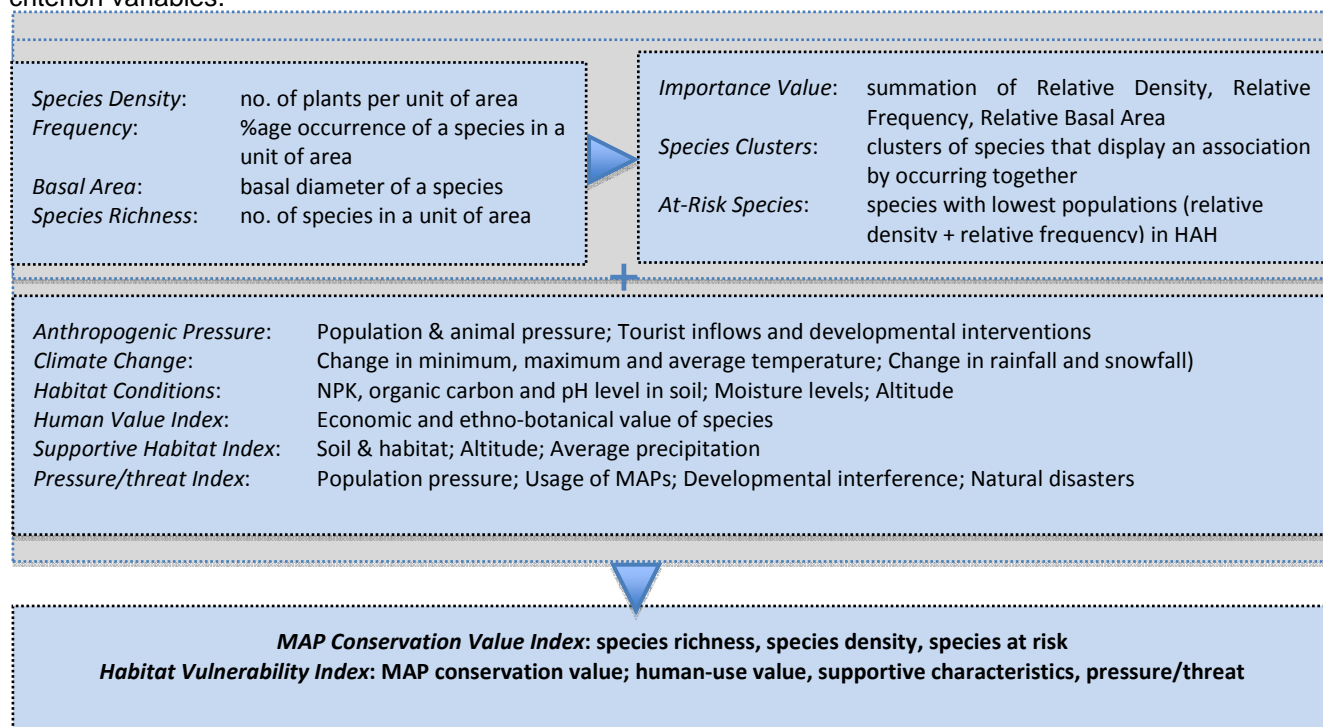 criterion variables:
Species Density: no. of plants per unit of area
Frequency: %age occurrence of a species in a
unit of area
Basal Area: basal diameter of a species
Species Richness: no. of species in a unit of area
Importance Value: summation of Relative Density, Relative
Frequency, Relative Basal Area
Species Clusters: clusters of species that display an association
by occurring together
At-Risk Species: species with lowest populations (relative
density + relative frequency) in HAH
+
Anthropogenic Pressure: Population & animal pressure; Tourist inflows and developmental interventions
Climate Change: Change in minimum, maximum and average temperature; Change in rainfall and snowfall)
Habitat Conditions: NPK, organic carbon and pH level in soil; Moisture levels; Altitude
Human Value Index: Economic and ethno-botanical value of species
Supportive Habitat Index: Soil & habitat; Altitude; Average precipitation
Pressure/threat Index: Population pressure; Usage of MAPs; Developmental interference; Natural disasters
MAP Conservation Value Index: species richness, species density, species at risk
Habitat Vulnerability Index: MAP conservation value; human-use value, supportive characteristics, pressure/threat